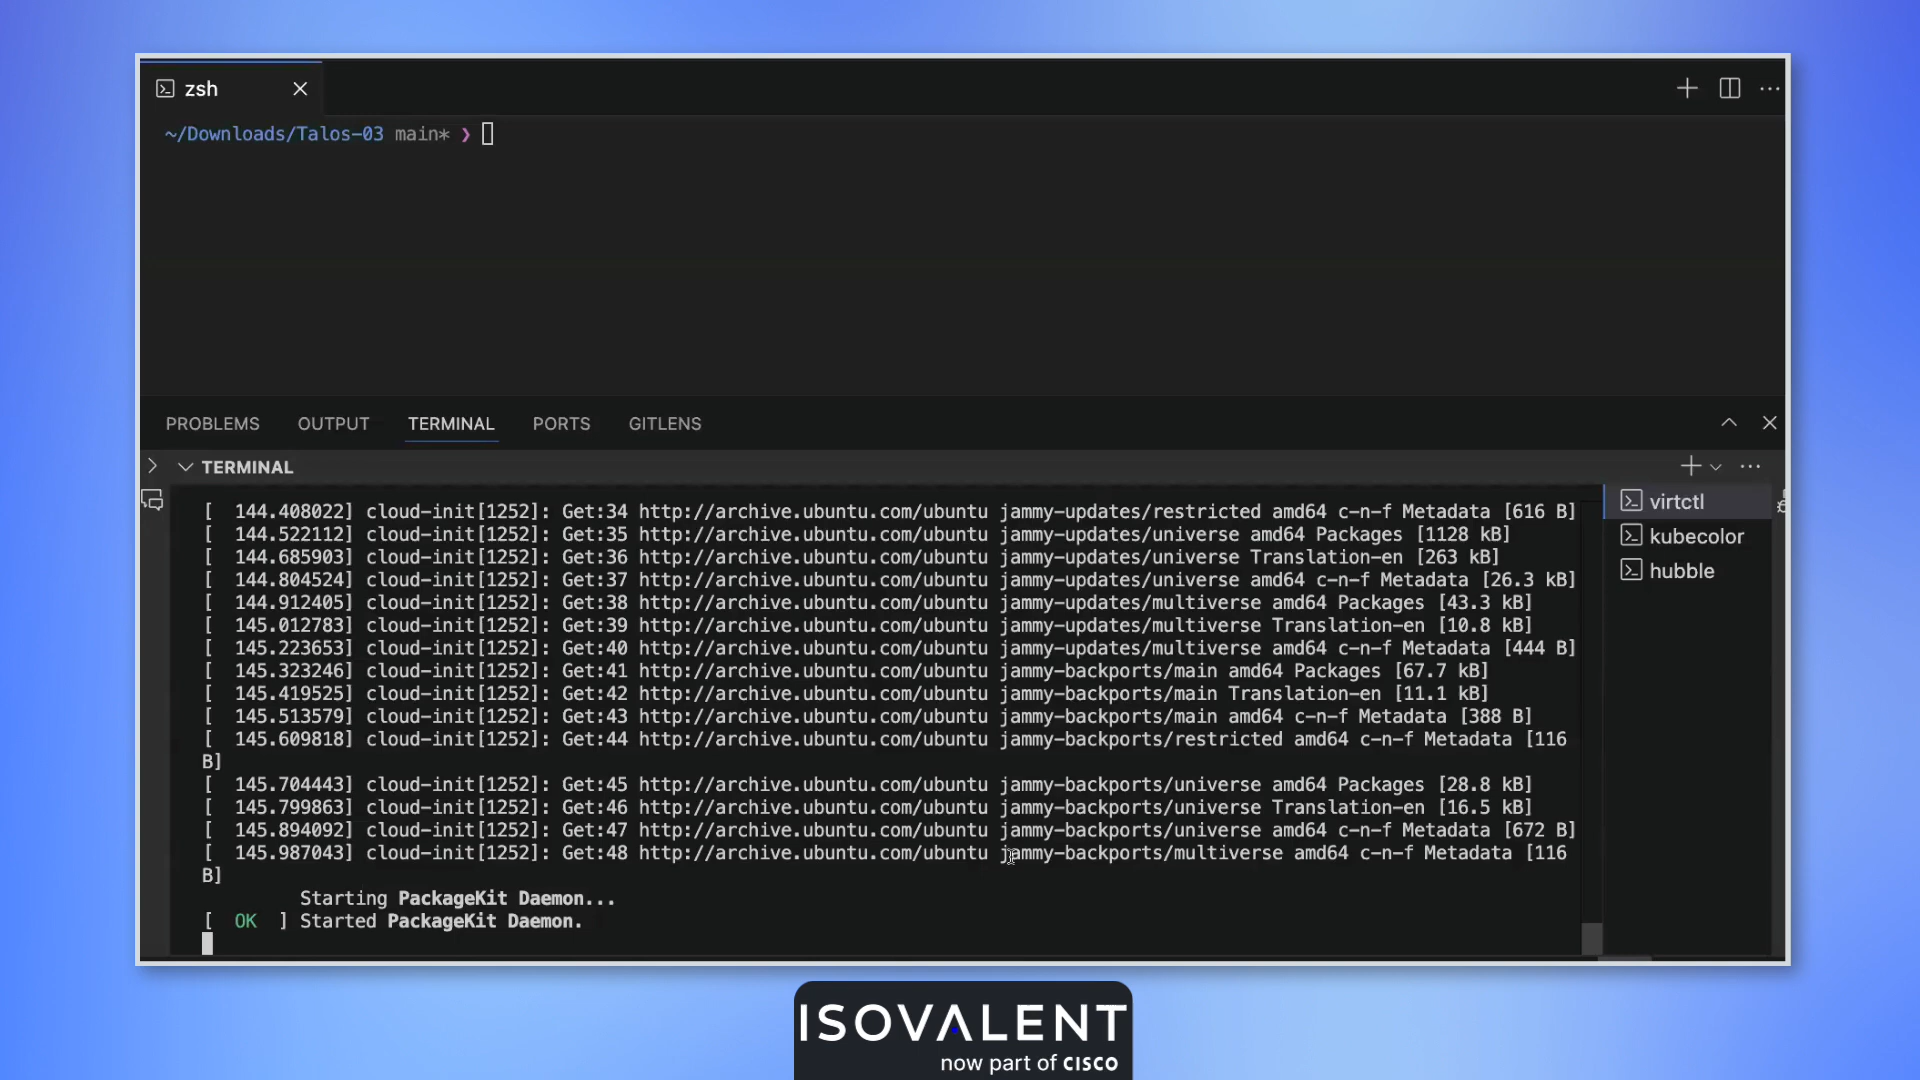 zsh
~/Downloads/Talos-03 main* ❯
PROBLEMS OUTPUT TERMINAL PORTS GITLENS
TERMINAL
[  144.408022] cloud-init[1252]: Get:34 http://archive.ubuntu.com/ubuntu jammy-updates/restricted amd64 c-n-f Metadata [616 B]
[  144.522112] cloud-init[1252]: Get:35 http://archive.ubuntu.com/ubuntu jammy-updates/universe amd64 Packages [1128 kB]
[  144.685903] cloud-init[1252]: Get:36 http://archive.ubuntu.com/ubuntu jammy-updates/universe Translation-en [263 kB]
[  144.804524] cloud-init[1252]: Get:37 http://archive.ubuntu.com/ubuntu jammy-updates/universe amd64 c-n-f Metadata [26.3 kB]
[  144.912405] cloud-init[1252]: Get:38 http://archive.ubuntu.com/ubuntu jammy-updates/multiverse amd64 Packages [43.3 kB]
[  145.012783] cloud-init[1252]: Get:39 http://archive.ubuntu.com/ubuntu jammy-updates/multiverse Translation-en [10.8 kB]
[  145.223653] cloud-init[1252]: Get:40 http://archive.ubuntu.com/ubuntu jammy-updates/multiverse amd64 c-n-f Metadata [444 B]
[  145.323246] cloud-init[1252]: Get:41 http://archive.ubuntu.com/ubuntu jammy-backports/main amd64 Packages [67.7 kB]
[  145.419525] cloud-init[1252]: Get:42 http://archive.ubuntu.com/ubuntu jammy-backports/main Translation-en [11.1 kB]
[  145.513579] cloud-init[1252]: Get:43 http://archive.ubuntu.com/ubuntu jammy-backports/main amd64 c-n-f Metadata [388 B]
[  145.609818] cloud-init[1252]: Get:44 http://archive.ubuntu.com/ubuntu jammy-backports/restricted amd64 c-n-f Metadata [116
B]
[  145.704443] cloud-init[1252]: Get:45 http://archive.ubuntu.com/ubuntu jammy-backports/universe amd64 Packages [28.8 kB]
[  145.799863] cloud-init[1252]: Get:46 http://archive.ubuntu.com/ubuntu jammy-backports/universe Translation-en [16.5 kB]
[  145.894092] cloud-init[1252]: Get:47 http://archive.ubuntu.com/ubuntu jammy-backports/universe amd64 c-n-f Metadata [672 B]
[  145.987043] cloud-init[1252]: Get:48 http://archive.ubuntu.com/ubuntu jammy-backports/multiverse amd64 c-n-f Metadata [116
B]
Starting PackageKit Daemon...
[  OK  ] Started PackageKit Daemon.
virtctl
kubecolor
hubble
ISOVALENT
now part of CISCO